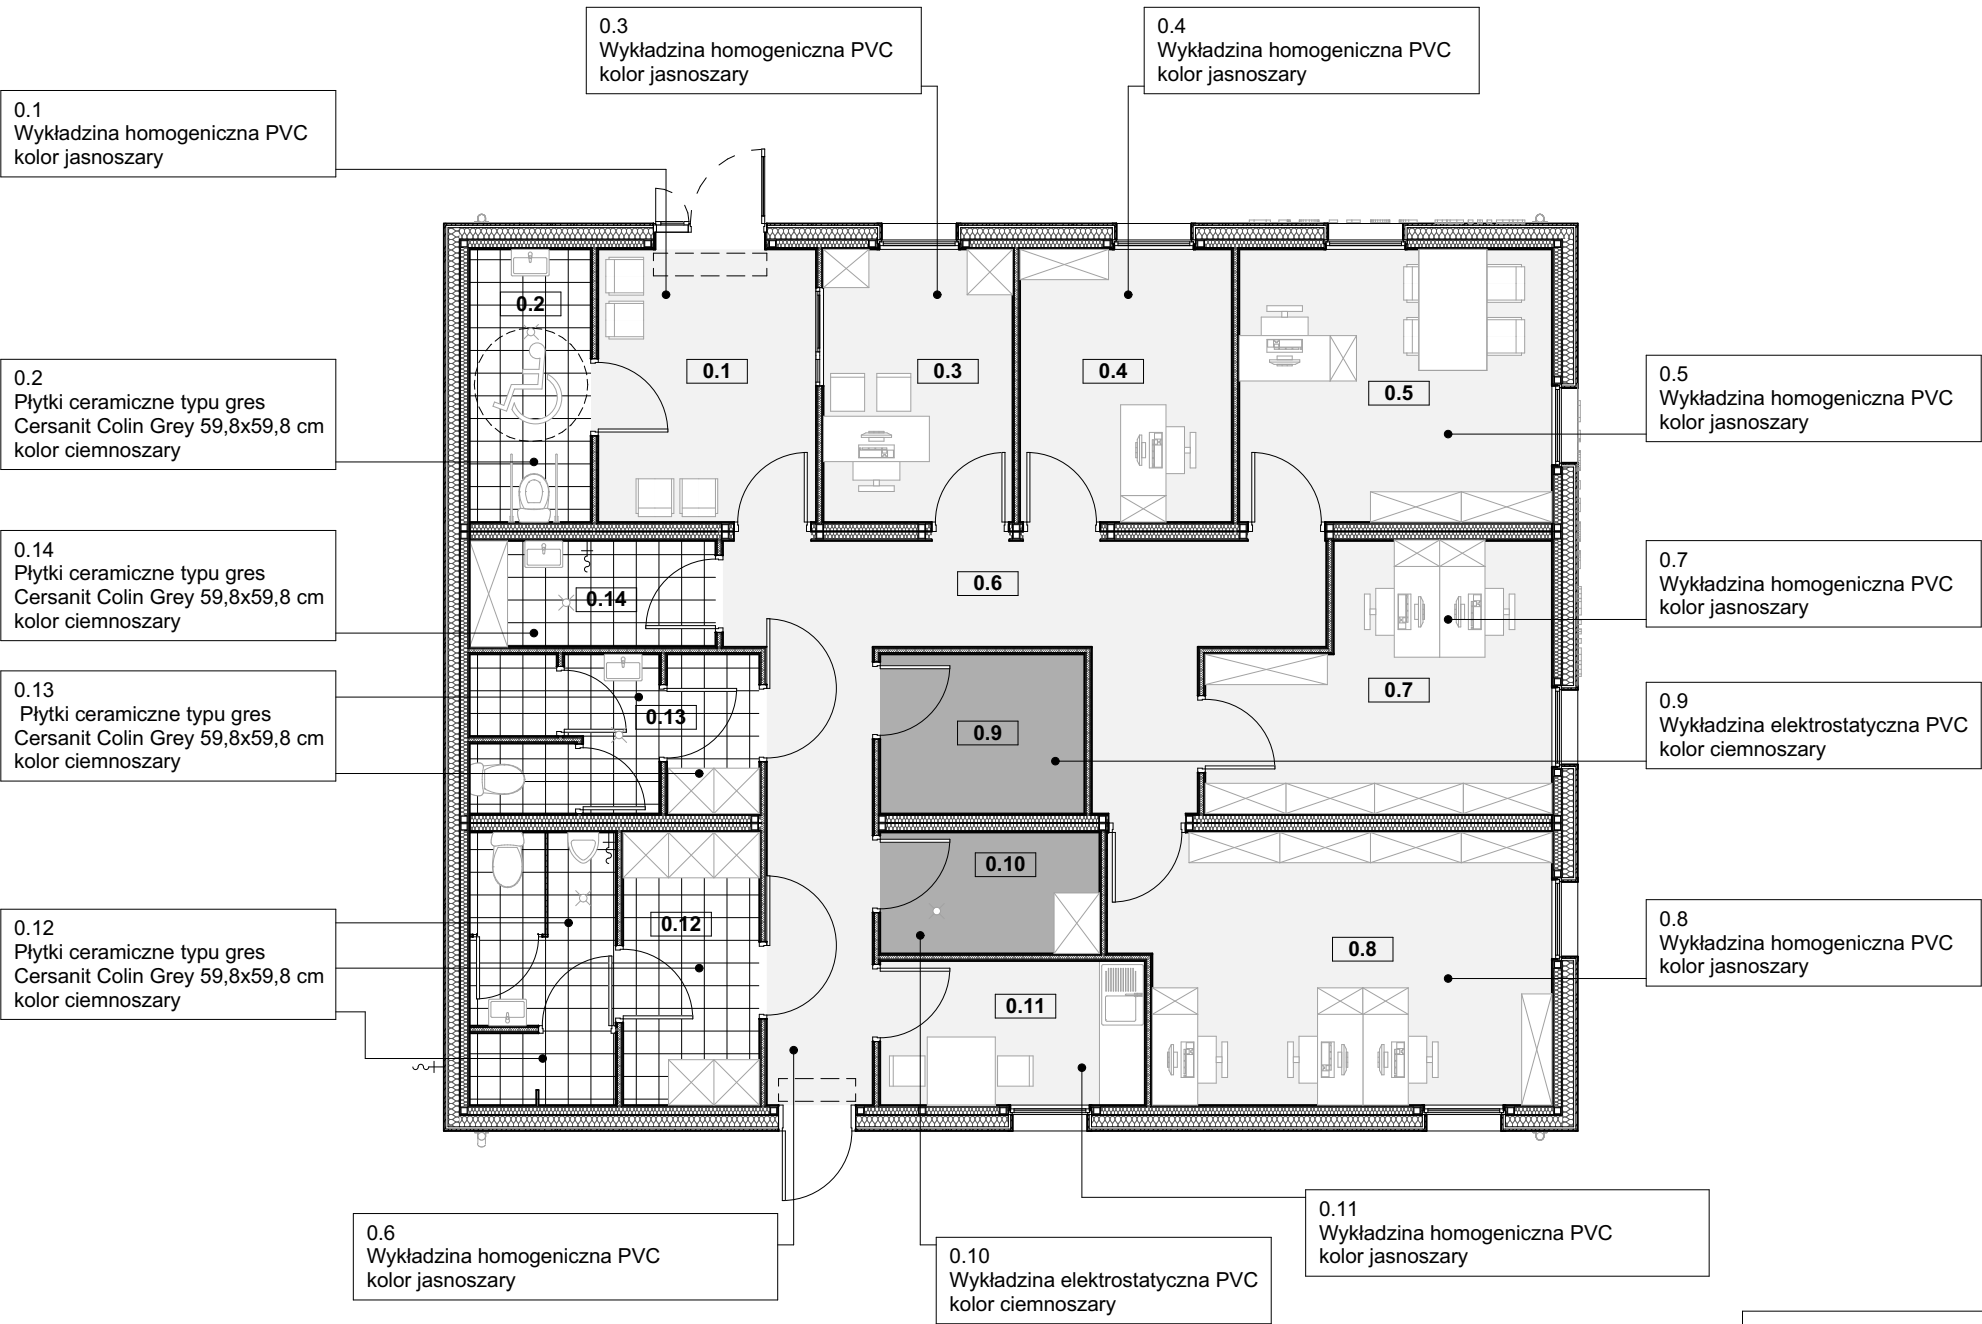 0.3
Wykładzina homogeniczna PVC
kolor jasnoszary
0.4
Wykładzina homogeniczna PVC
kolor jasnoszary
0.1
Wykładzina homogeniczna PVC
kolor jasnoszary
0.2
Płytki ceramiczne typu gres
Cersanit Colin Grey 59,8x59,8 cm
kolor ciemnoszary
0.14
Płytki ceramiczne typu gres
Cersanit Colin Grey 59,8x59,8 cm
kolor ciemnoszary
0.13
Płytki ceramiczne typu gres
Cersanit Colin Grey 59,8x59,8 cm
kolor ciemnoszary
0.12
Płytki ceramiczne typu gres
Cersanit Colin Grey 59,8x59,8 cm
kolor ciemnoszary
0.2
0.1
0.3
0.4
0.5
0.14
0.6
0.13
0.9
0.7
0.12
0.10
0.11
0.8
0.5
Wykładzina homogeniczna PVC
kolor jasnoszary
0.7
Wykładzina homogeniczna PVC
kolor jasnoszary
0.9
Wykładzina elektrostatyczna PVC
kolor ciemnoszary
0.8
Wykładzina homogeniczna PVC
kolor jasnoszary
0.6
Wykładzina homogeniczna PVC
kolor jasnoszary
0.10
Wykładzina elektrostatyczna PVC
kolor ciemnoszary
0.11
Wykładzina homogeniczna PVC
kolor jasnoszary